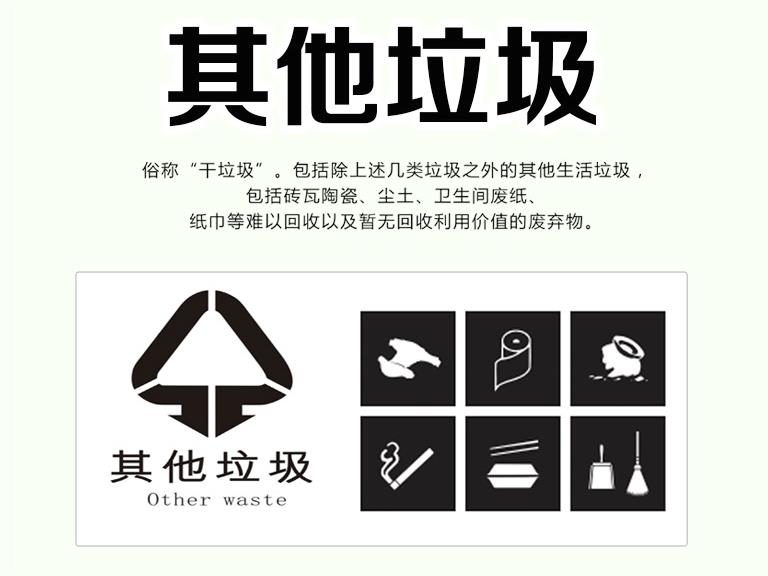 其他垃圾
俗称“干垃圾”。包括除上述几类垃圾之外的其他生活垃圾，
包括砖瓦陶瓷、尘土、卫生间废纸、
纸巾等难以回收以及暂无回收利用价值的废弃物。
其他垃圾
Other waste